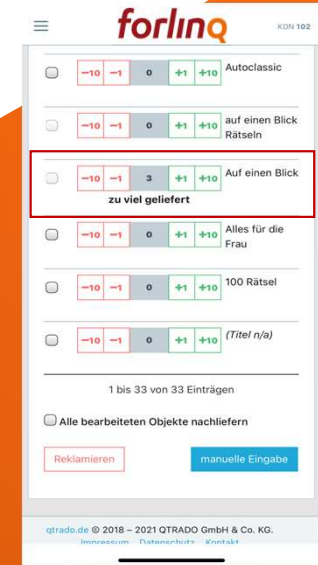 forlinq
KDN 102
−10 −1 0 +1 +10 Autoclassic
−10 −1 0 +1 +10 auf einen Blick
Rätseln
−10 −1 3 +1 +10 Auf einen Blick
zu viel geliefert
−10 −1 0 +1 +10 Alles für die
Frau
−10 −1 0 +1 +10 100 Rätsel
−10 −1 0 +1 +10 (Titel n/a)
1 bis 33 von 33 Einträgen
Alle bearbeiteten Objekte nachliefern
Reklamieren
manuelle Eingabe
qtrado.de © 2018 – 2021 QTRADO GmbH & Co. KG.
Impressum Datenschutz Kontakt